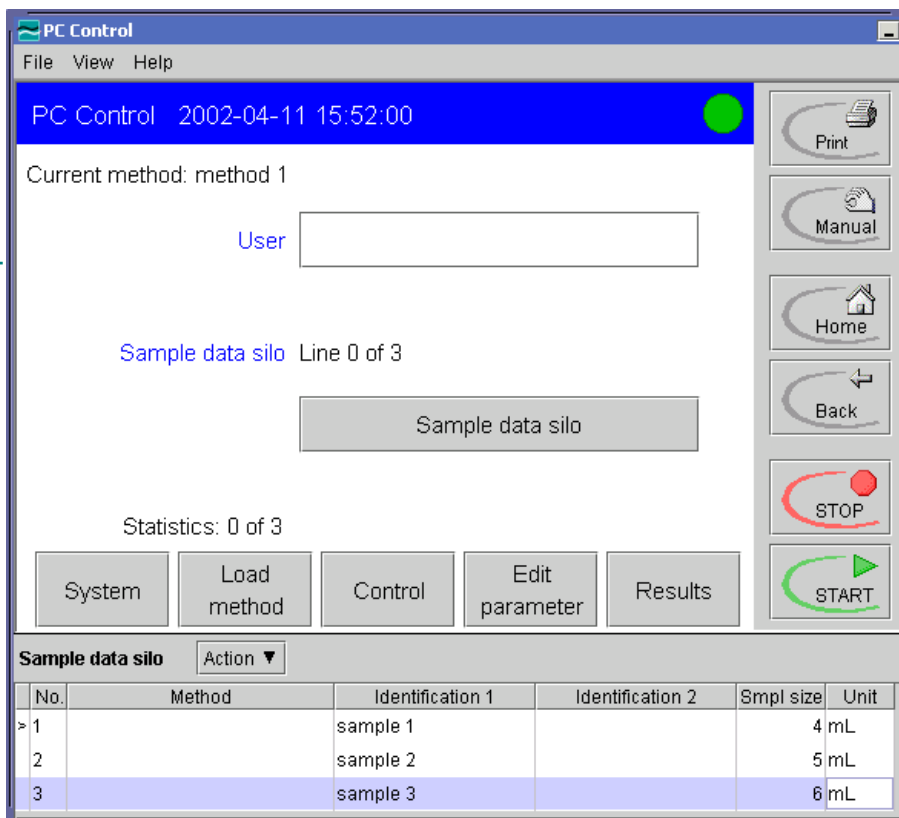 PC Control
File View Help
PC Control 2002-04-11 15:52:00
Print
Current method: method 1
Manual
User
Home
Sample data silo Line 0 of 3
Back
Sample data silo
STOP
Statistics: 0 of 3
System
Load
method
Control
Edit
parameter
Results
START
Sample data silo Action ▼
No. Method Identification 1 Identification 2 Smpl size Unit
> 1 sample 1 4 mL
2 sample 2 5 mL
3 sample 3 6 mL